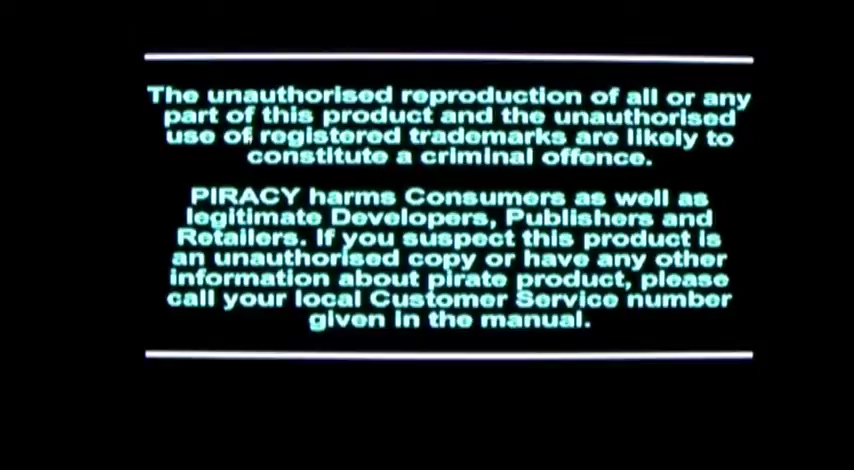 The unauthorised reproduction of all or any
part of this product and the unauthorised
use of registered trademarks are likely to
constitute a criminal offence.
PIRACY harms Consumers as well as
legitimate Developers, Publishers and
Retailers. If you suspect this product is
an unauthorised copy or have any other
information about pirate product, please
call your local Customer Service number
given in the manual.